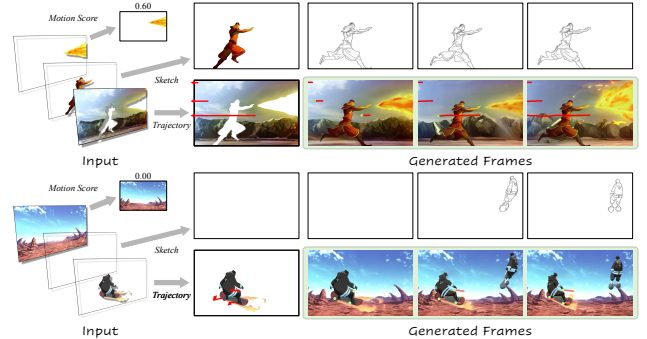 0.60
Motion Score
Sketch
Trajectory
Input
Generated Frames
0.00
Motion Score
Sketch
Trajectory
Input
Generated Frames